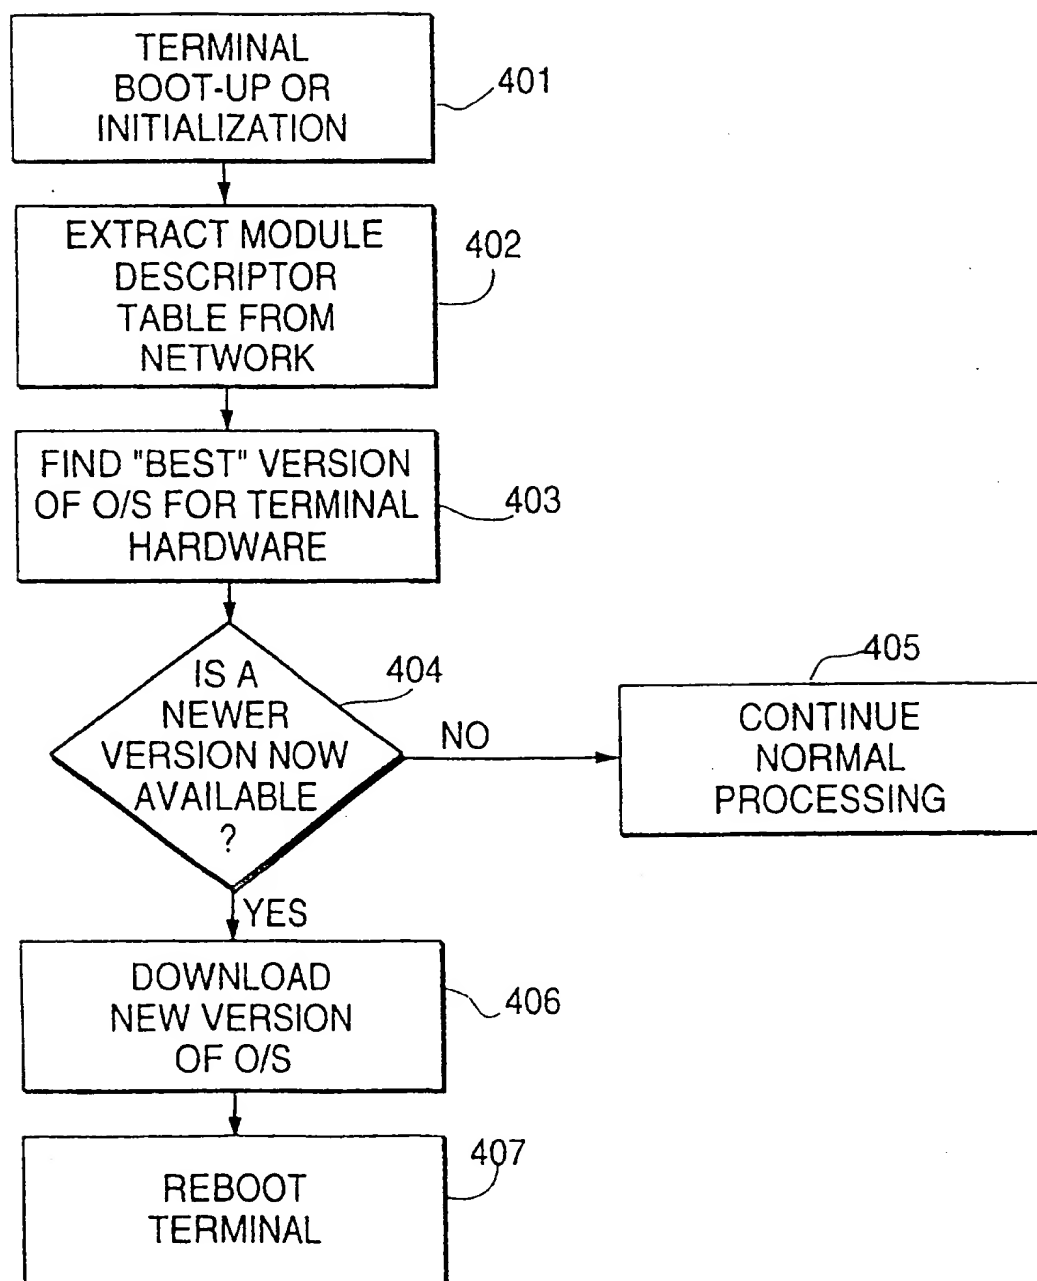 TERMINAL
BOOT-UP OR
INITIALIZATION
401
EXTRACT MODULE
DESCRIPTOR
TABLE FROM
NETWORK
402
FIND "BEST" VERSION
OF O/S FOR TERMINAL
HARDWARE
403
IS A
NEWER
VERSION NOW
AVAILABLE
?
404
NO
405
CONTINUE
NORMAL
PROCESSING
YES
DOWNLOAD
NEW VERSION
OF O/S
406
REBOOT
TERMINAL
407